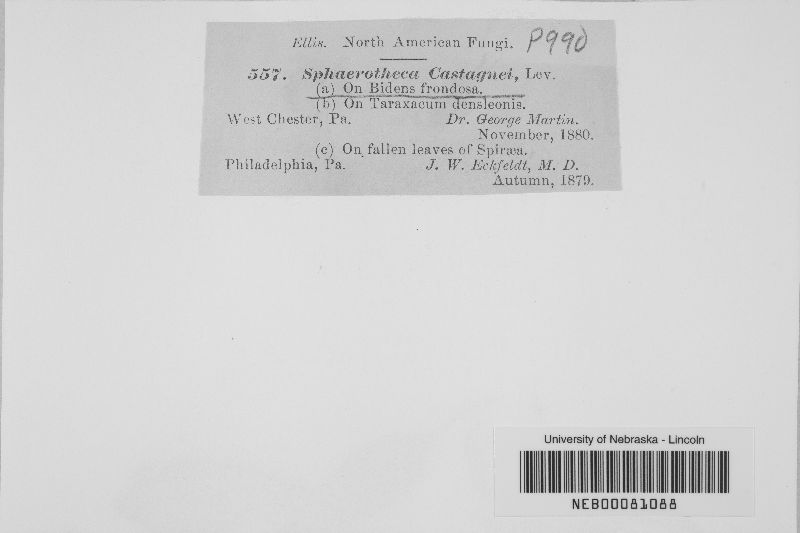 Ellis. North American Fungi. P990
557. Sphaerotheca Castagnei, Lev.
(a) On Bidens frondosa.
(b) On Taraxacum densleonis.
West Chester, Pa. Dr. George Martin.
November, 1880.
(c) On fallen leaves of Spiræa.
Philadelphia, Pa. J. W. Eckfeldt, M. D.
Autumn, 1879.
University of Nebraska - Lincoln
NEB00081088